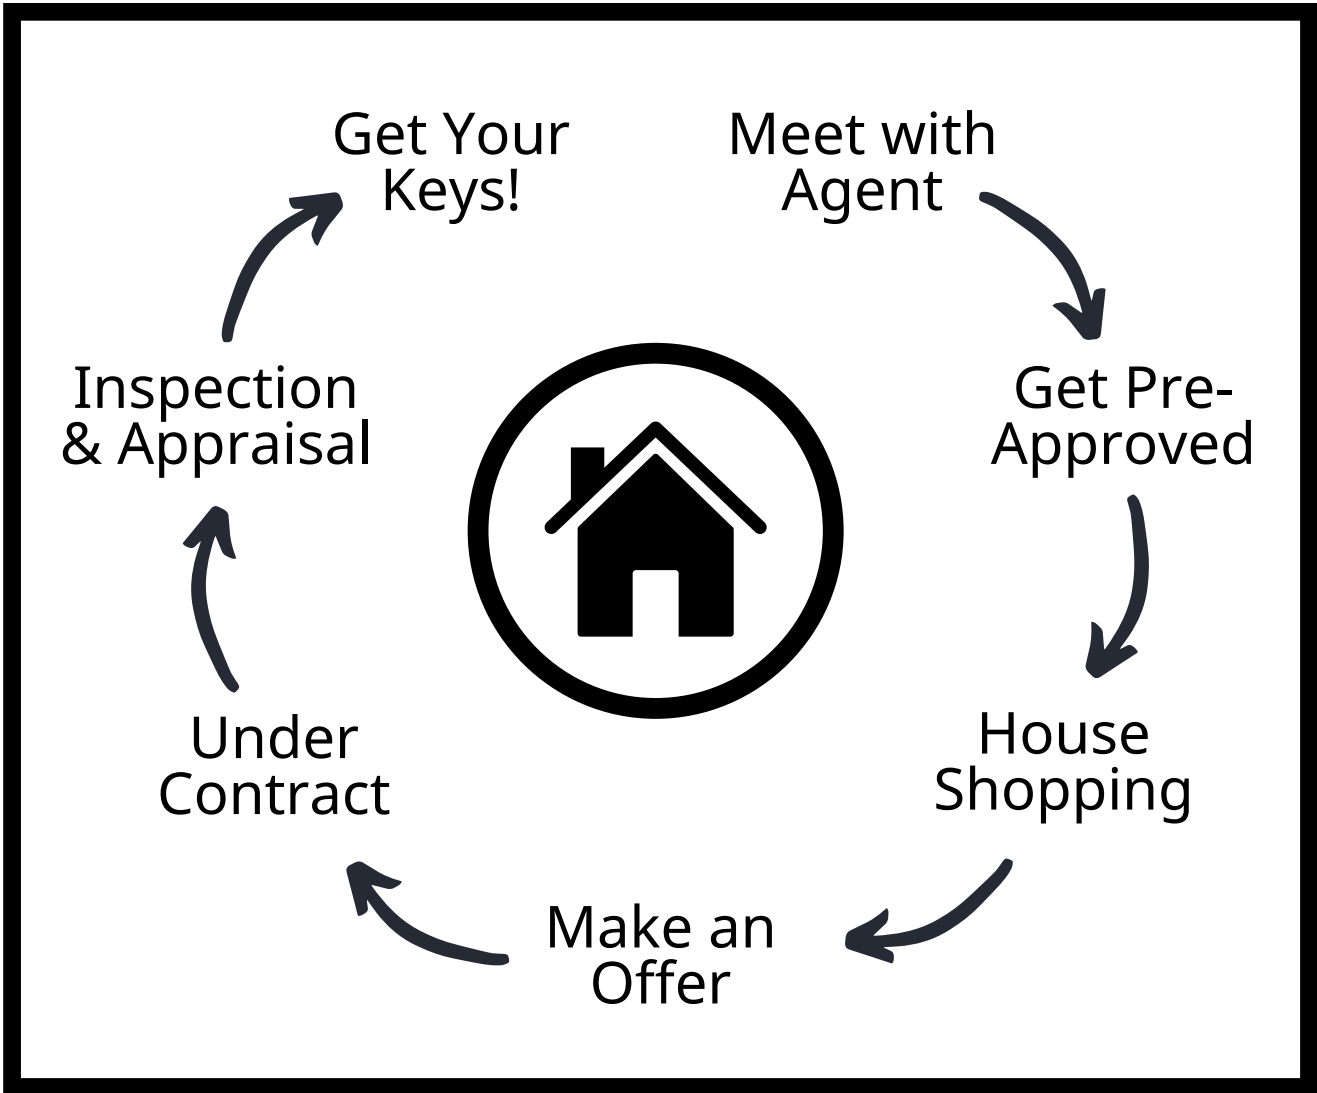 Meet with
Agent
Get Pre-
Approved
House
Shopping
Make an
Offer
Under
Contract
Inspection
& Appraisal
Get Your
Keys!